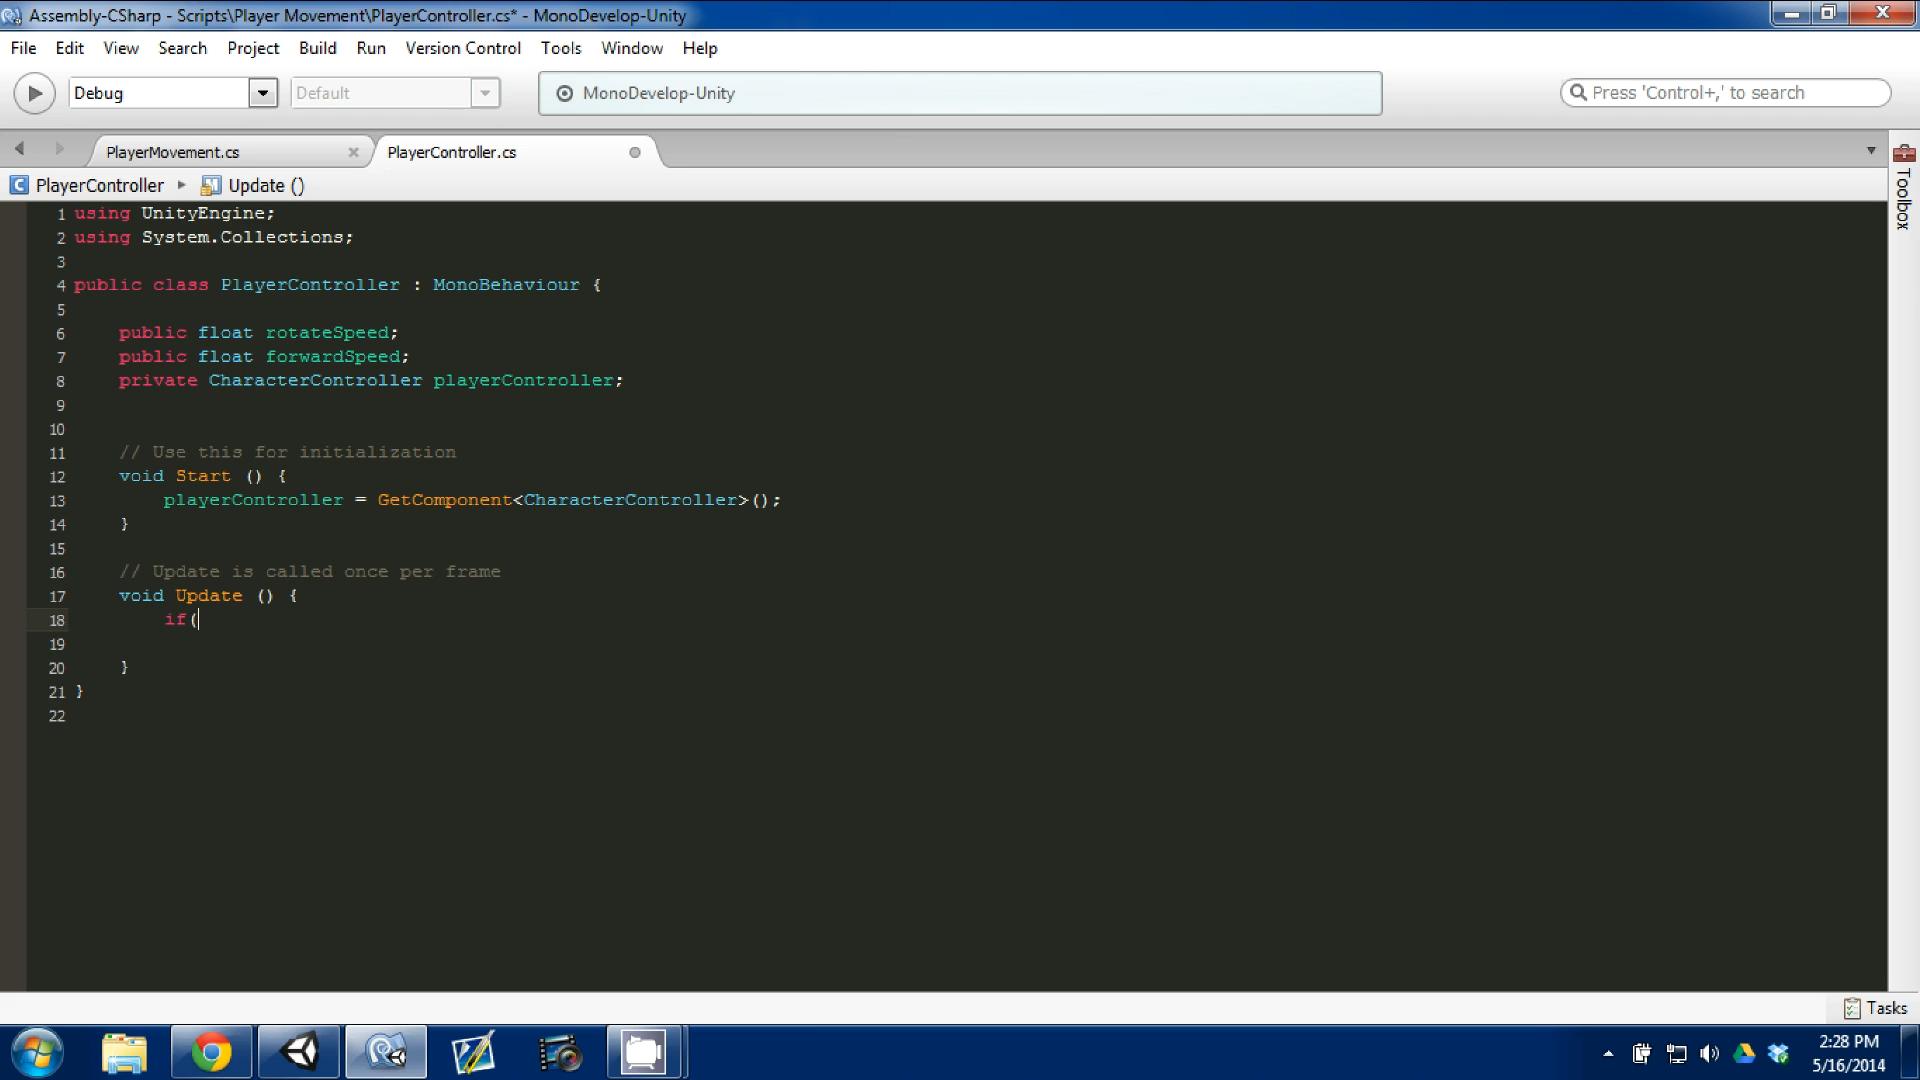 Assembly-CSharp - Scripts\Player Movement\PlayerController.cs* - MonoDevelop-Unity
File Edit View Search Project Build Run Version Control Tools Window Help
Debug Default MonoDevelop-Unity Press 'Control+,' to search
PlayerMovement.cs PlayerController.cs
PlayerController Update ()
Toolbox
1 using UnityEngine;
2 using System.Collections;
3
4 public class PlayerController : MonoBehaviour {
5
6 public float rotateSpeed;
7 public float forwardSpeed;
8 private CharacterController playerController;
9
10
11 // Use this for initialization
12 void Start () {
13 playerController = GetComponent<CharacterController>();
14 }
15
16 // Update is called once per frame
17 void Update () {
18 if(
19
20 }
21 }
22
Tasks
2:28 PM
5/16/2014